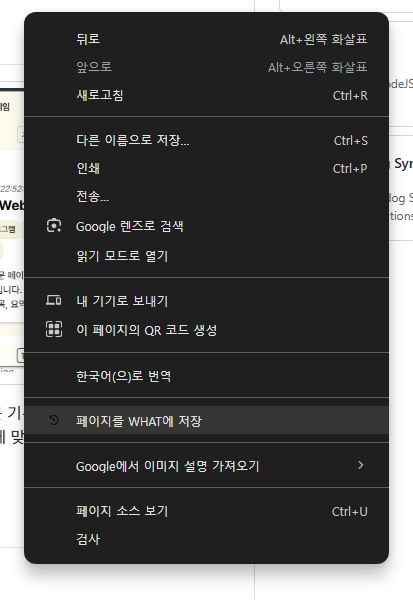 뒤로 Alt+왼쪽 화살표
앞으로 Alt+오른쪽 화살표
새로고침 Ctrl+R
다른 이름으로 저장... Ctrl+S
인쇄 Ctrl+P
전송...
Google 렌즈로 검색
읽기 모드로 열기
내 기기로 보내기
이 페이지의 QR 코드 생성
한국어(으)로 번역
페이지를 WHAT에 저장
Google에서 이미지 설명 가져오기
페이지 소스 보기 Ctrl+U
검사